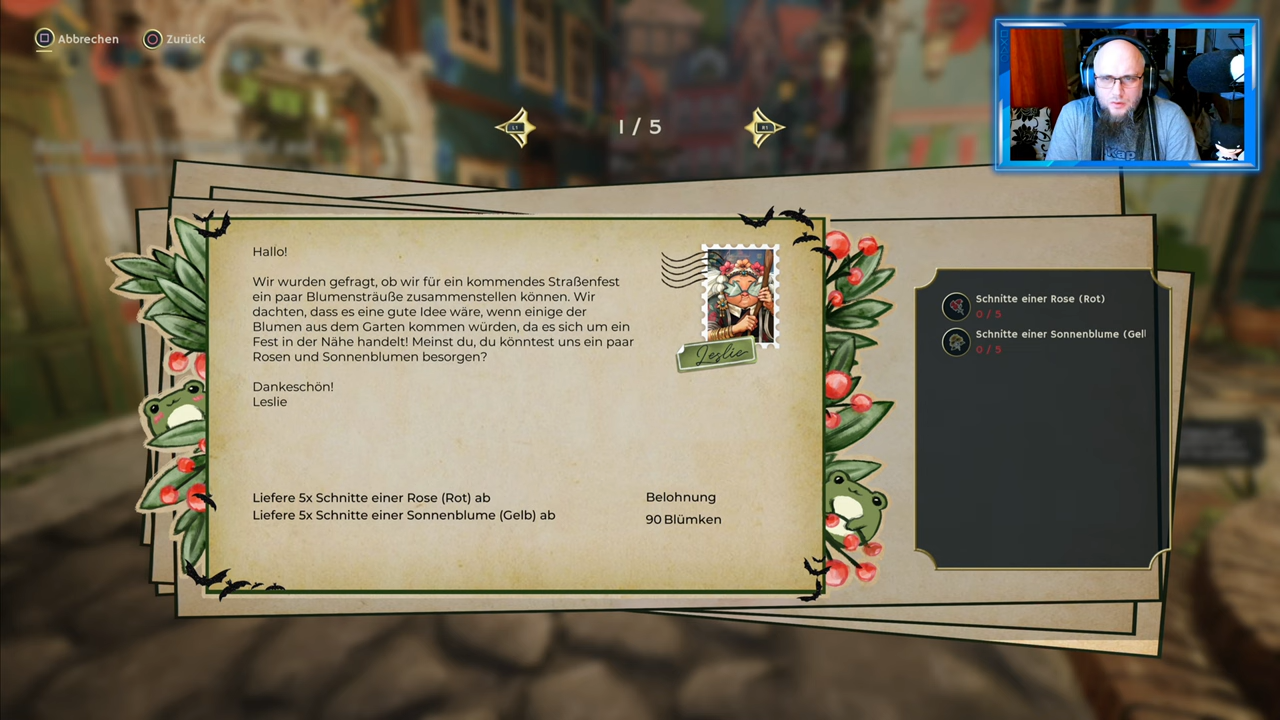 Abbrechen
Zurück
L1
1 / 5
R1
Hallo!
Wir wurden gefragt, ob wir für ein kommendes Straßenfest
ein paar Blumensträuße zusammenstellen können. Wir
dachten, dass es eine gute Idee wäre, wenn einige der
Blumen aus dem Garten kommen würden, da es sich um ein
Fest in der Nähe handelt! Meinst du, du könntest uns ein paar
Rosen und Sonnenblumen besorgen?
Dankeschön!
Leslie
Leslie
Liefere 5x Schnitte einer Rose (Rot) ab
Liefere 5x Schnitte einer Sonnenblume (Gelb) ab
Belohnung
90 Blümken
Schnitte einer Rose (Rot)
0 / 5
Schnitte einer Sonnenblume (Gel
0 / 5